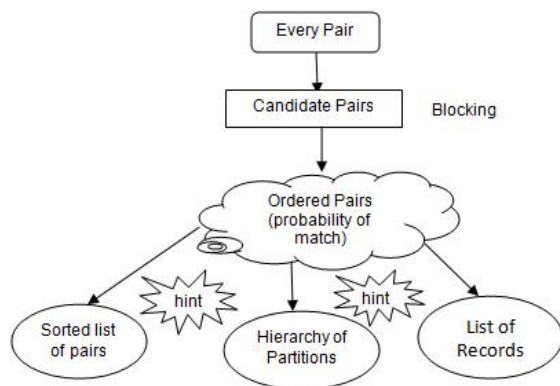 Every Pair
Candidate Pairs
Blocking
Ordered Pairs
(probability of
match)
hint
hint
Sorted list
of pairs
Hierarchy of
Partitions
List of
Records